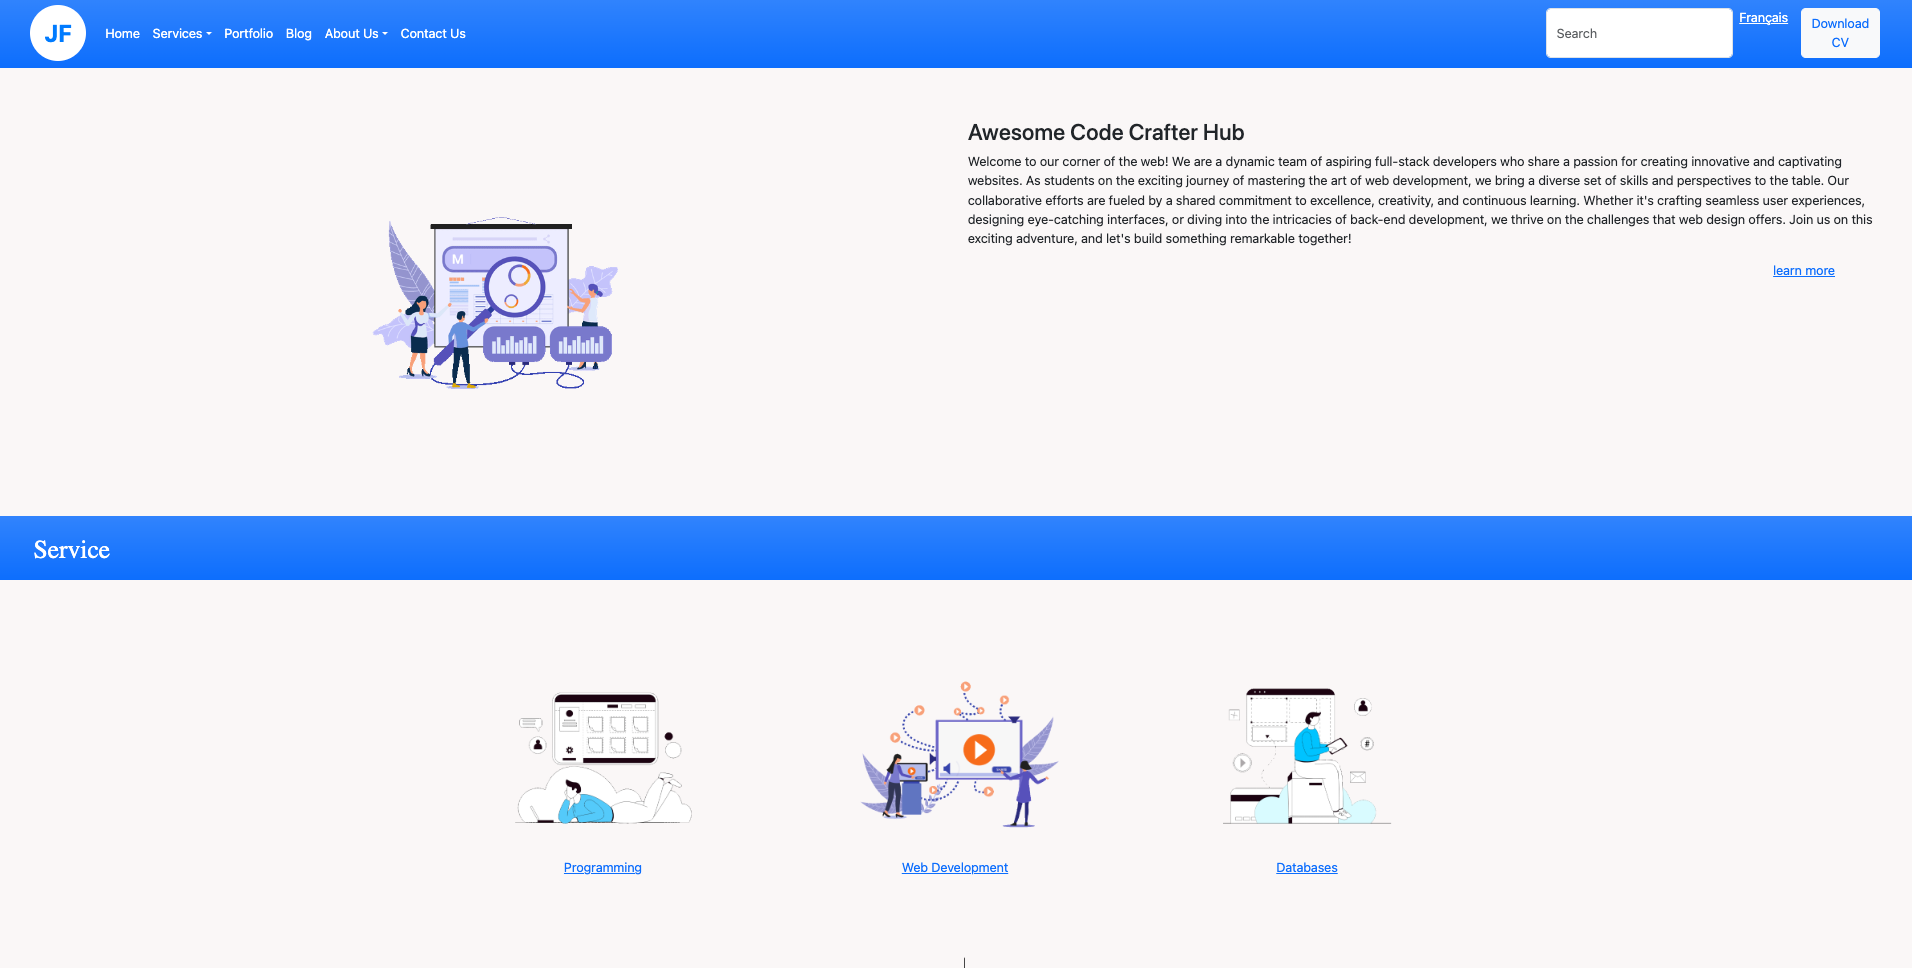 JF
Home Services Portfolio Blog About Us Contact Us
Search
Français
Download
CV
Awesome Code Crafter Hub
Welcome to our corner of the web! We are a dynamic team of aspiring full-stack developers who share a passion for creating innovative and captivating
websites. As students on the exciting journey of mastering the art of web development, we bring a diverse set of skills and perspectives to the table. Our
collaborative efforts are fueled by a shared commitment to excellence, creativity, and continuous learning. Whether it's crafting seamless user experiences,
designing eye-catching interfaces, or diving into the intricacies of back-end development, we thrive on the challenges that web design offers. Join us on this
exciting adventure, and let's build something remarkable together!
learn more
M
Service
#
Programming
Web Development
Databases